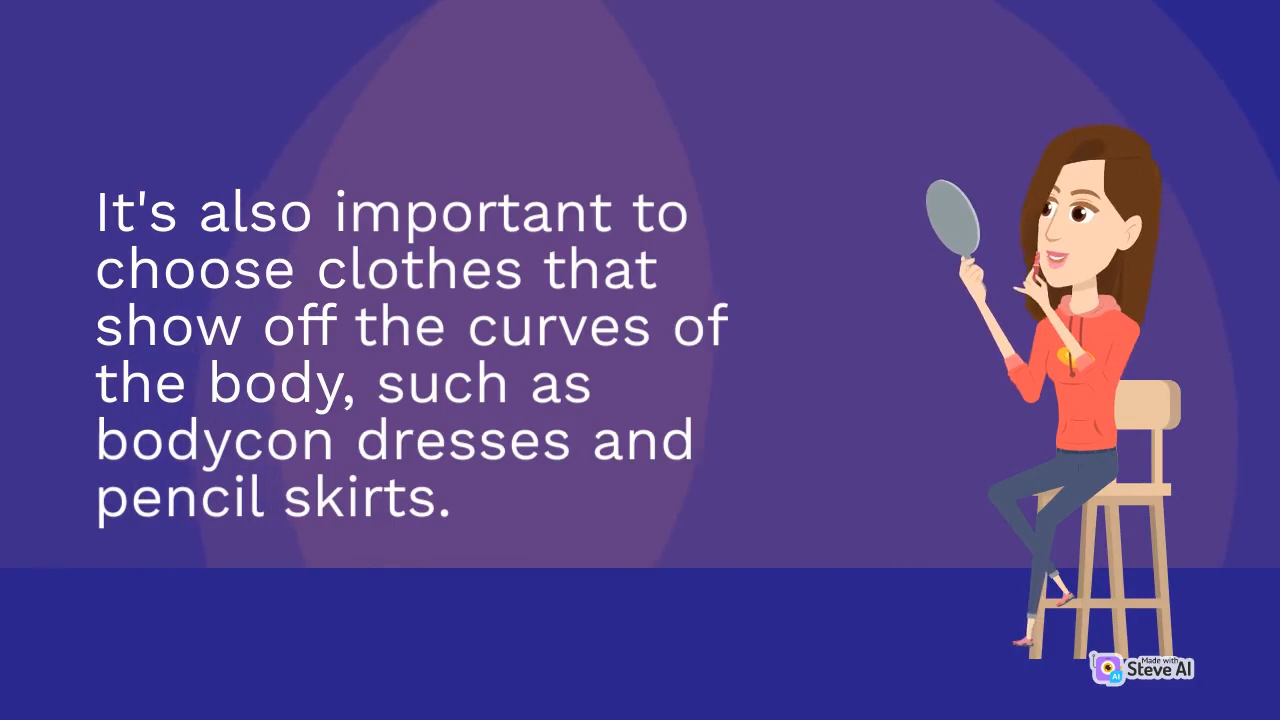 It's also important to
choose clothes that
show off the curves of
the body, such as
bodycon dresses and
pencil skirts.
Made with
Steve AI
AI